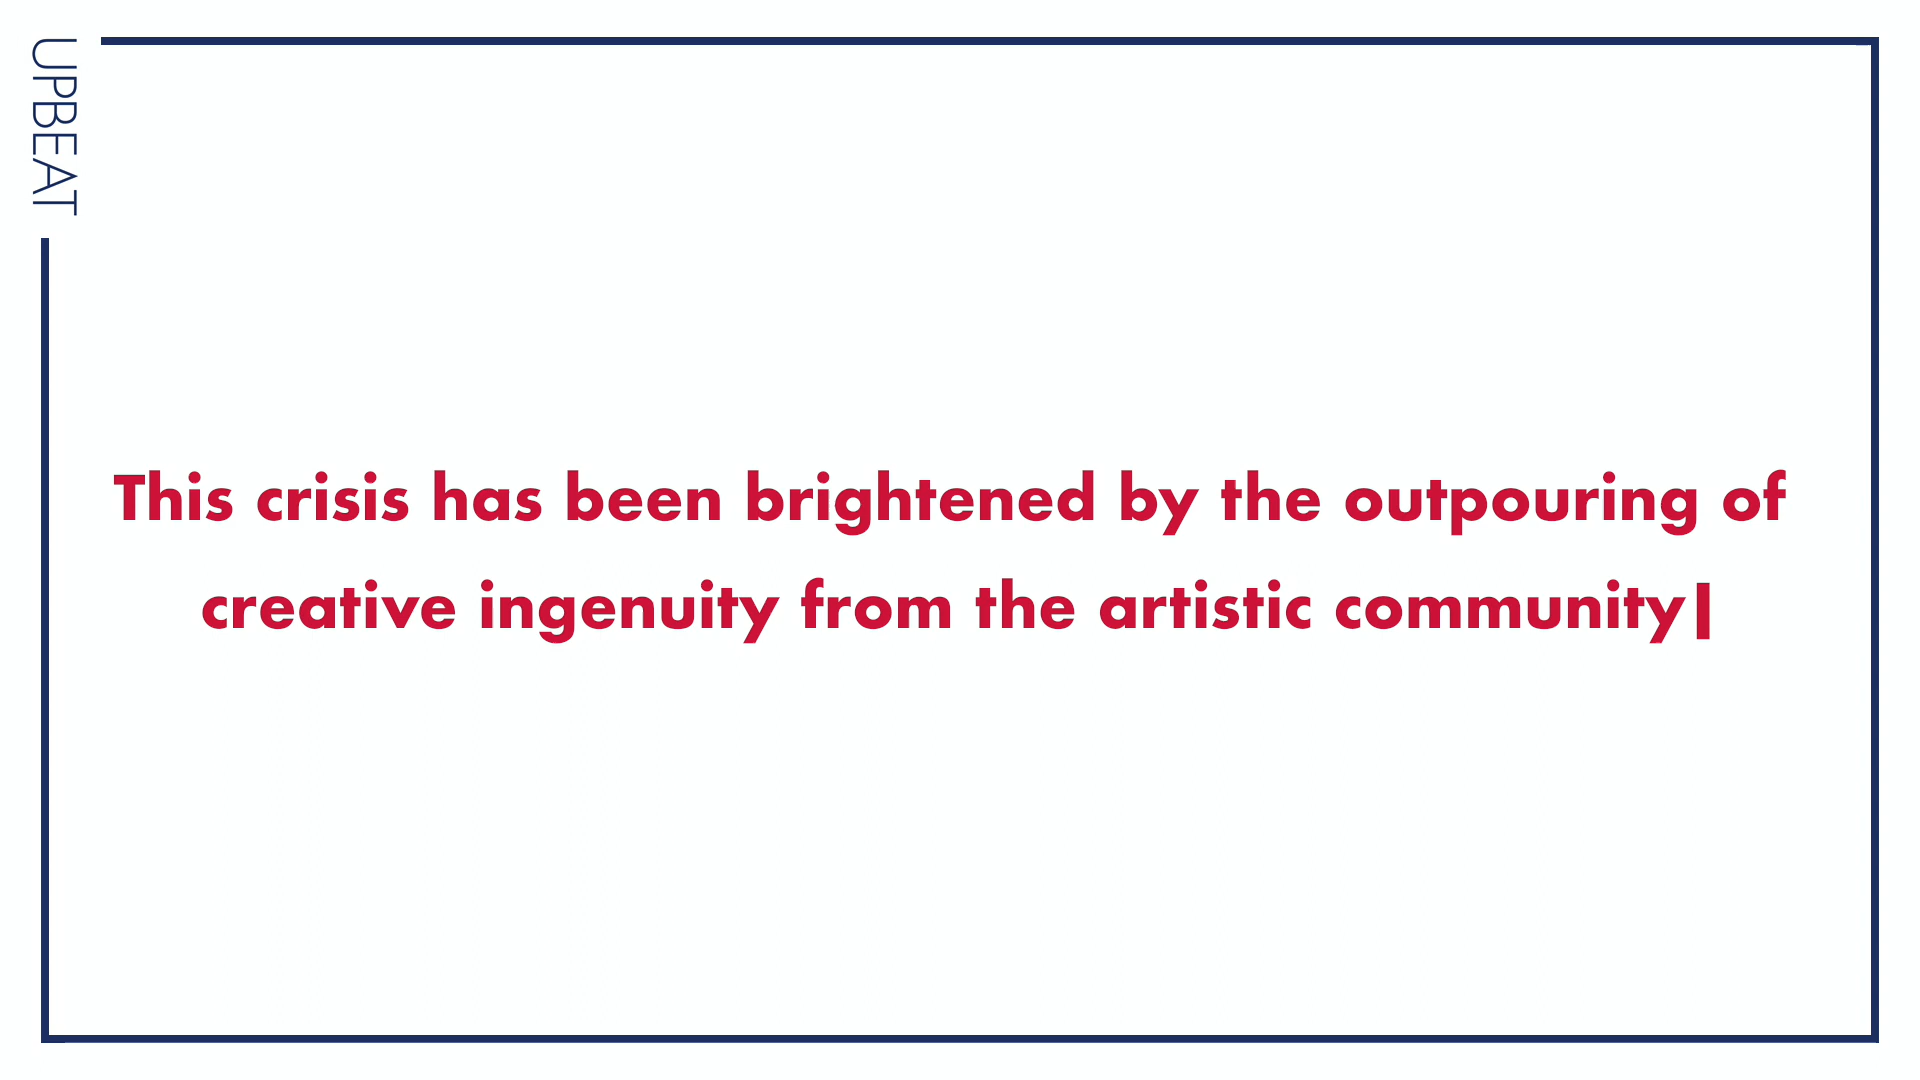 UPBEAT
This crisis has been brightened by the outpouring of
creative ingenuity from the artistic community